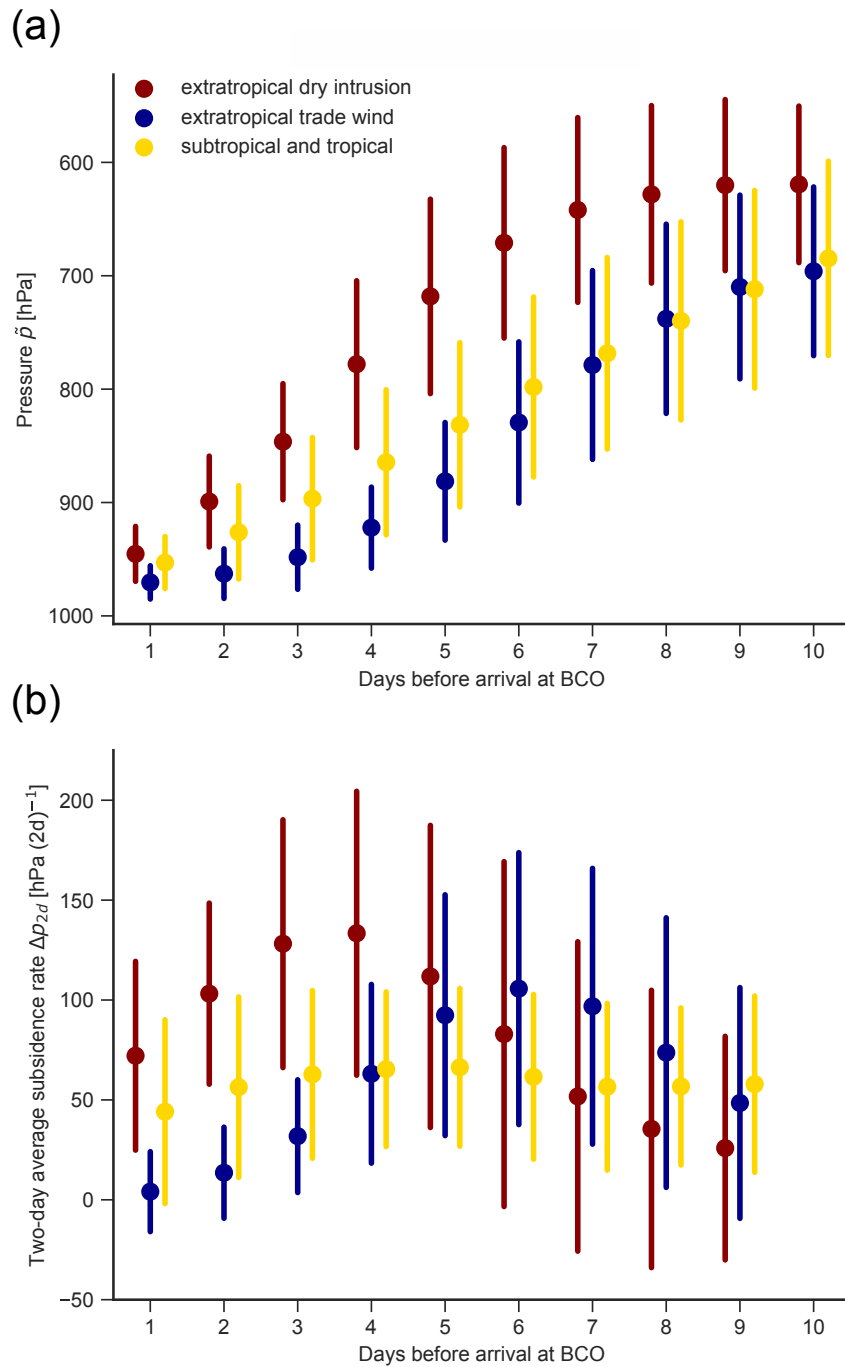 (a)
extratropical dry intrusion
extratropical trade wind
subtropical and tropical
600
700
800
900
1000
Pressure p̃ [hPa]
1 2 3 4 5 6 7 8 9 10
Days before arrival at BCO
(b)
200
150
100
50
0
−50
Two-day average subsidence rate Δp₂d [hPa (2d)⁻¹]
1 2 3 4 5 6 7 8 9 10
Days before arrival at BCO